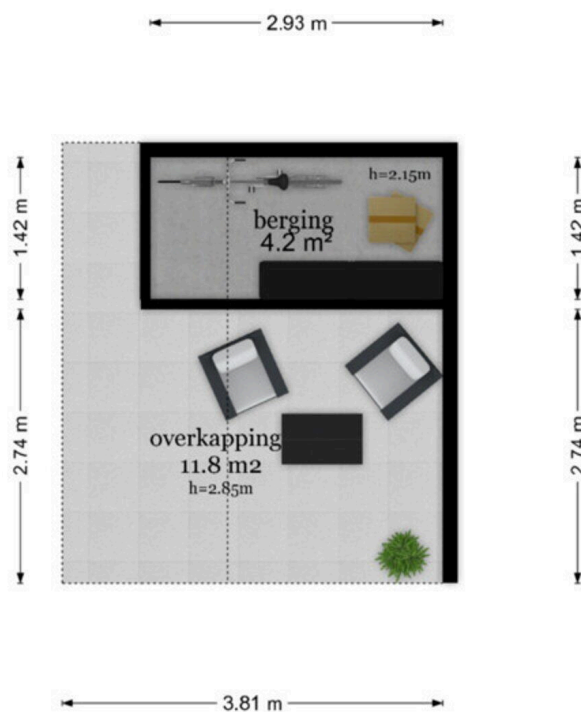 2.93 m
1.42 m
1.42 m
h=2.15m
berging
4.2 m²
2.74 m
2.74 m
overkapping
11.8 m2
h=2.85m
3.81 m